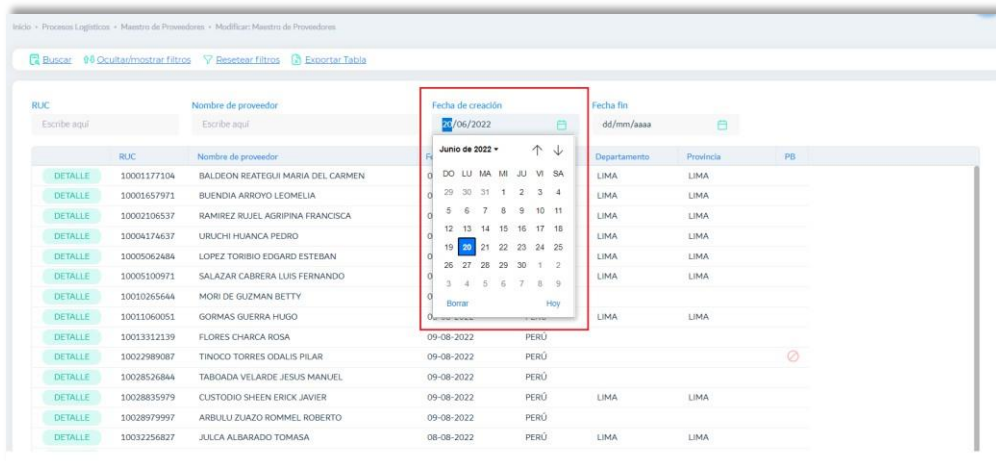 Inicio • Procesos Logísticos • Maestro de Proveedores • Modificar: Maestro de Proveedores
Buscar Ocultar/mostrar filtros Resetear filtros Exportar Tabla
RUC Nombre de proveedor Fecha de creación Fecha fin
Escribe aquí Escribe aquí 20/06/2022 dd/mm/aaaa
Junio de 2022
DO LU MA MI JU VI SA
29 30 31 1 2 3 4
5 6 7 8 9 10 11
12 13 14 15 16 17 18
19 20 21 22 23 24 25
26 27 28 29 30 1 2
3 4 5 6 7 8 9
Borrar Hoy
RUC Nombre de proveedor Departamento Provincia PB
DETALLE 10001177104 BALDEON REATEGUI MARIA DEL CARMEN LIMA LIMA
DETALLE 10001657971 BUENDIA ARROYO LEOMELIA LIMA LIMA
DETALLE 10002106537 RAMIREZ RUJEL AGRIPINA FRANCISCA LIMA LIMA
DETALLE 10004174637 URUCHI HUANCA PEDRO LIMA LIMA
DETALLE 10005062484 LOPEZ TORIBIO EDGARD ESTEBAN LIMA LIMA
DETALLE 10005100971 SALAZAR CABRERA LUIS FERNANDO LIMA LIMA
DETALLE 10010265644 MORI DE GUZMAN BETTY
DETALLE 10011060051 GORMAS GUERRA HUGO LIMA LIMA
DETALLE 10013312139 FLORES CHARCA ROSA 09-08-2022 PERÚ
DETALLE 10022989087 TINOCO TORRES ODALIS PILAR 09-08-2022 PERÚ
DETALLE 10028526844 TABOADA VELARDE JESUS MANUEL 09-08-2022 PERÚ
DETALLE 10028835979 CUSTODIO SHEEN ERICK JAVIER 09-08-2022 PERÚ LIMA LIMA
DETALLE 10028979997 ARBULU ZUAZO ROMMEL ROBERTO 09-08-2022 PERÚ
DETALLE 10032256827 JULCA ALBARADO TOMASA 08-08-2022 PERÚ LIMA LIMA